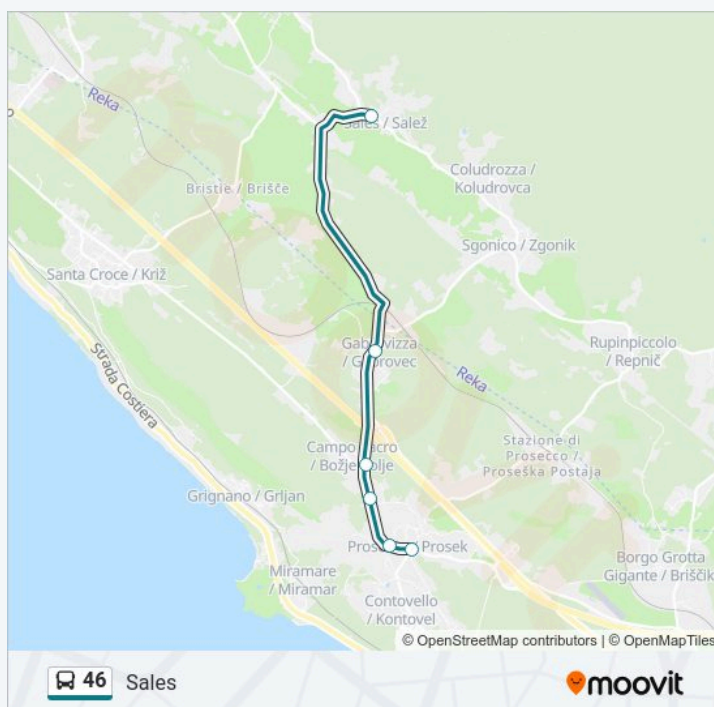 Reka
Sales / Salež
Coludrozza /
Koludrovca
Bristie / Brišče
Sgonico / Zgonik
Santa Croce / Križ
Rupinpiccolo
/ Repnič
Reka
Strada Costiera
Stazione di
Prosecco /
Proseška Postaja
Grignano / Grljan
Borgo Grotta
Gigante / Briščik
Miramare
/ Miramar
Contovello
/ Kontovel
© OpenStreetMap contributors | © OpenMapTiles
46 Sales
moovit